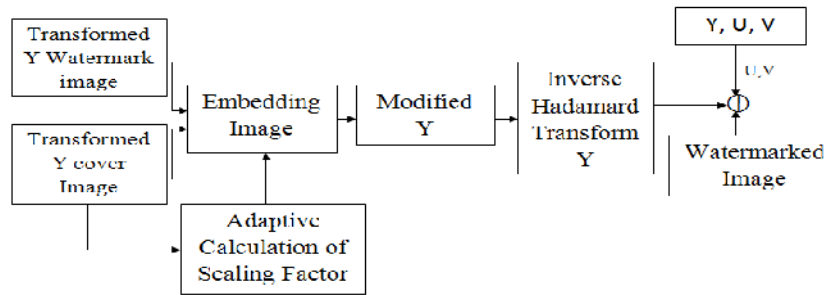 Transformed
Y Watermark
image
Transformed
Y cover
Image
Embedding
Image
Adaptive
Calculation of
Scaling Factor
Modified
Y
Inverse
Hadamard
Transform
Y
Y, U, V
U,V
Watermarked
Image